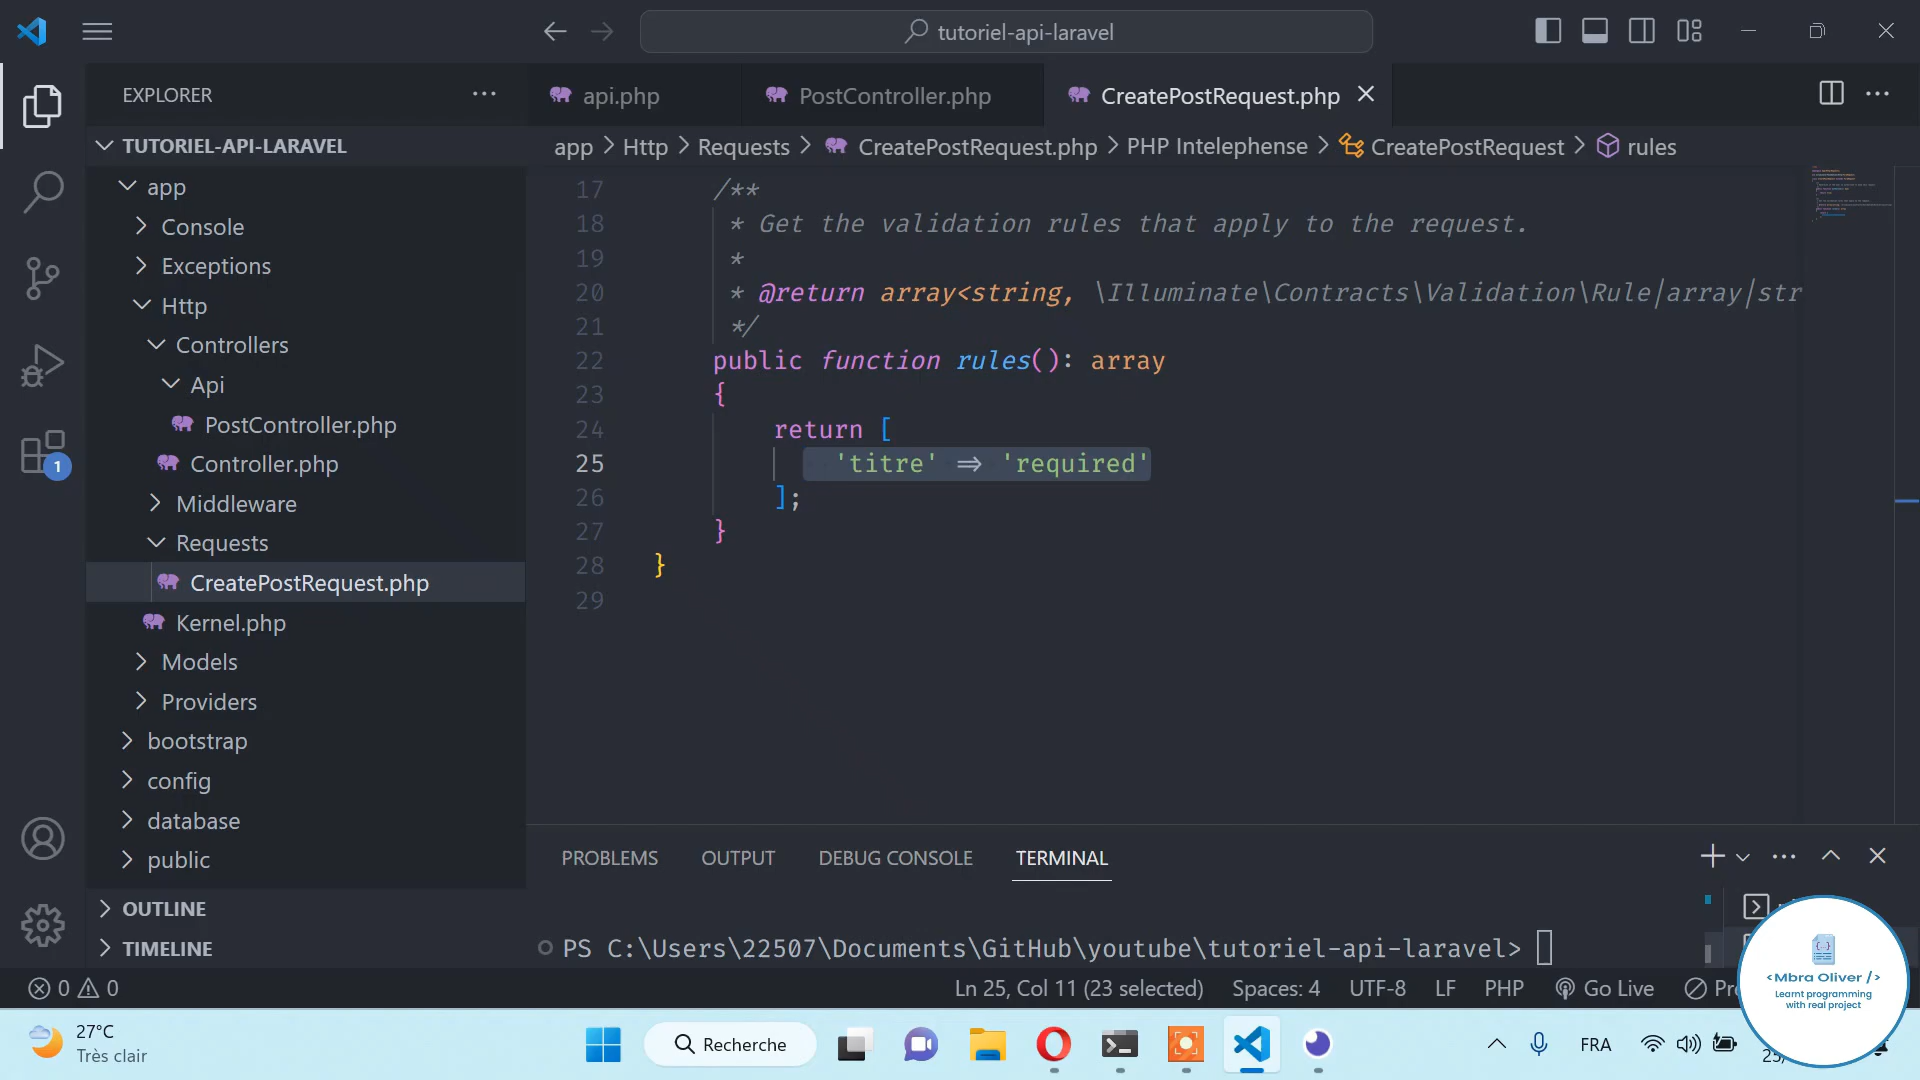 tutoriel-api-laravel
EXPLORER
api.php
PostController.php
CreatePostRequest.php
TUTORIEL-API-LARAVEL
app > Http > Requests > CreatePostRequest.php > PHP Intelephense > CreatePostRequest > rules
app
Console
Exceptions
Http
Controllers
Api
PostController.php
Controller.php
Middleware
Requests
CreatePostRequest.php
Kernel.php
Models
Providers
bootstrap
config
database
public
OUTLINE
TIMELINE
17 /**
18 * Get the validation rules that apply to the request.
19 *
20 * @return array<string, \Illuminate\Contracts\Validation\Rule|array|str
21 */
22 public function rules(): array
23 {
24 return [
25 'titre' => 'required'
26 ];
27 }
28 }
29
1
PROBLEMS OUTPUT DEBUG CONSOLE TERMINAL
PS C:\Users\22507\Documents\GitHub\youtube\tutoriel-api-laravel>
0 0
Ln 25, Col 11 (23 selected) Spaces: 4 UTF-8 LF PHP Go Live
<Mbra Oliver />
Learnt programming
with real project
27°C
Très clair
Recherche
FRA